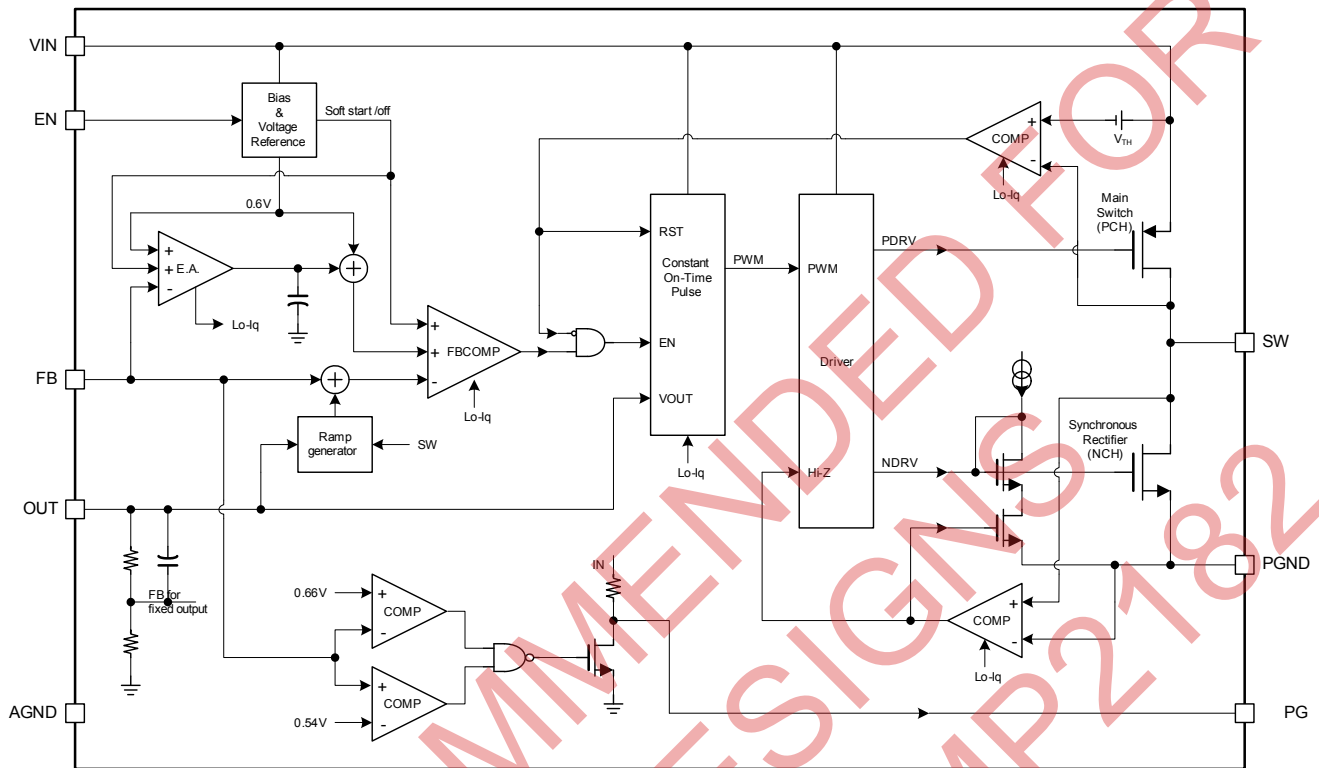 VIN
EN
FB
OUT
AGND
SW
PGND
PG
Bias
&
Voltage
Reference
Soft start /off
0.6V
+
+
-
E.A.
+
Lo-Iq
+
+
-
FBCOMP
Lo-Iq
+
Ramp
generator
SW
FB for
fixed output
RST
Constant
On-Time
Pulse
EN
VOUT
Lo-Iq
PWM
PWM
Driver
Hi-Z
PDRV
NDRV
+
-
COMP
Lo-Iq
VTH
Main
Switch
(PCH)
Synchronous
Rectifier
(NCH)
+
-
COMP
Lo-Iq
0.66V
+
-
COMP
+
-
COMP
0.54V
IN
MMENDED FOR
ESIGNS
MP2182